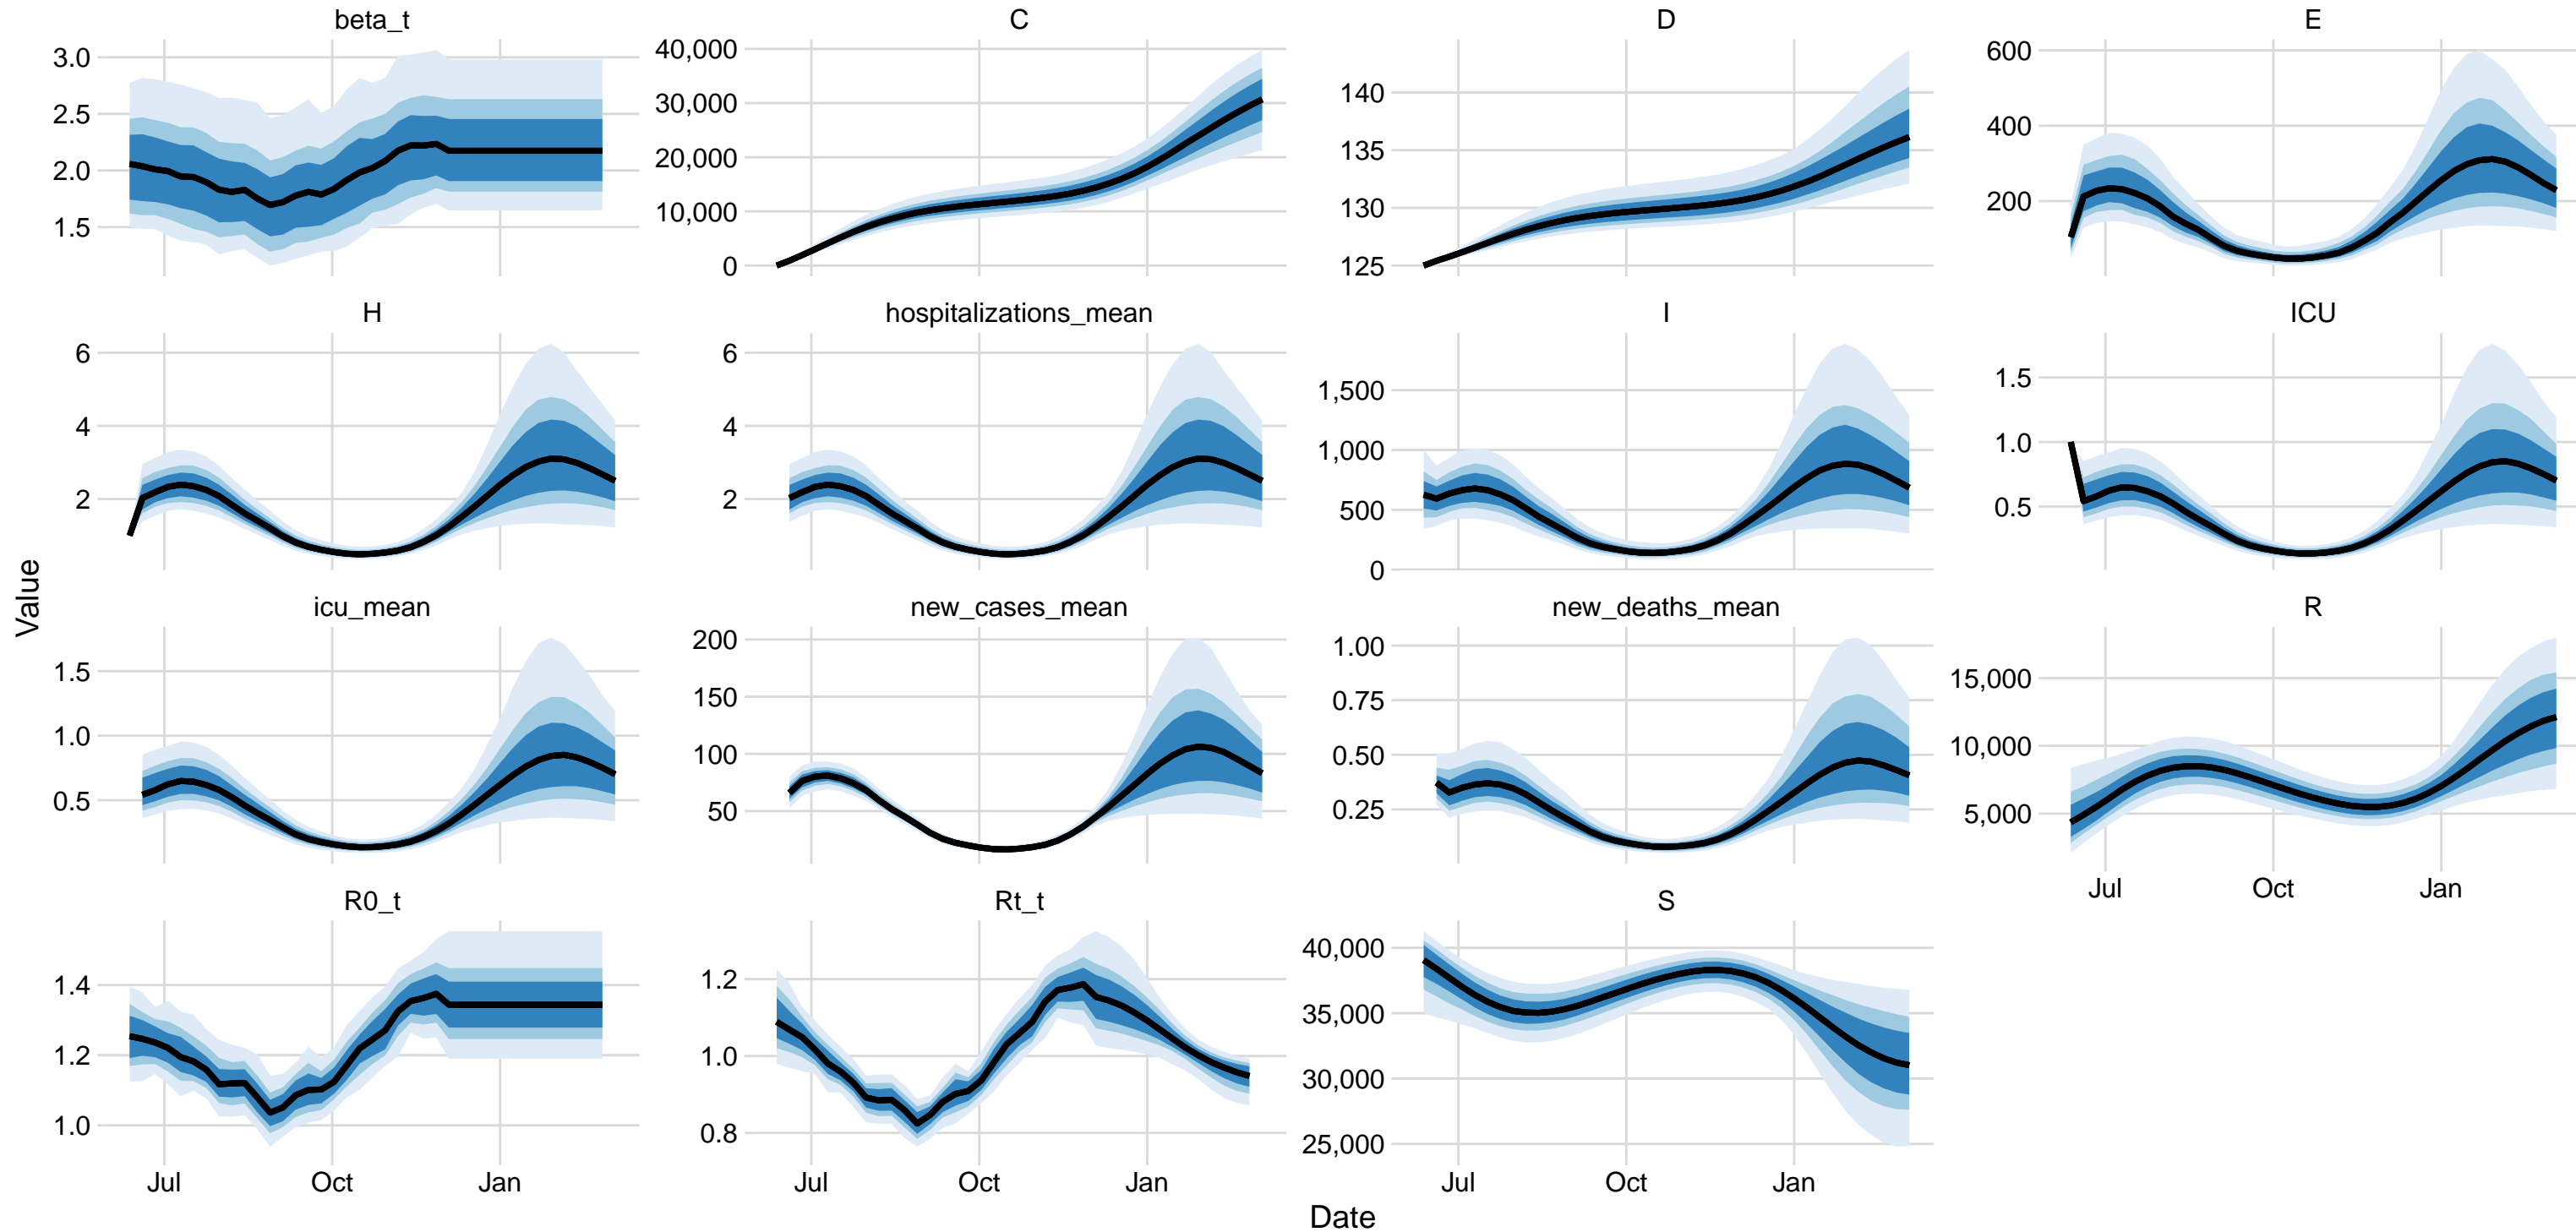 beta_t
3.0
2.5
2.0
1.5
C
40,000
30,000
20,000
10,000
0
D
140
135
130
125
E
600
400
200
H
6
4
2
hospitalizations_mean
6
4
2
I
1,500
1,000
500
0
ICU
1.5
1.0
0.5
Value
icu_mean
1.5
1.0
0.5
new_cases_mean
200
150
100
50
new_deaths_mean
1.00
0.75
0.50
0.25
R
15,000
10,000
5,000
Jul Oct Jan
R0_t
1.4
1.2
1.0
Jul Oct Jan
Rt_t
1.2
1.0
0.8
Jul Oct Jan
S
40,000
35,000
30,000
25,000
Jul Oct Jan
Date